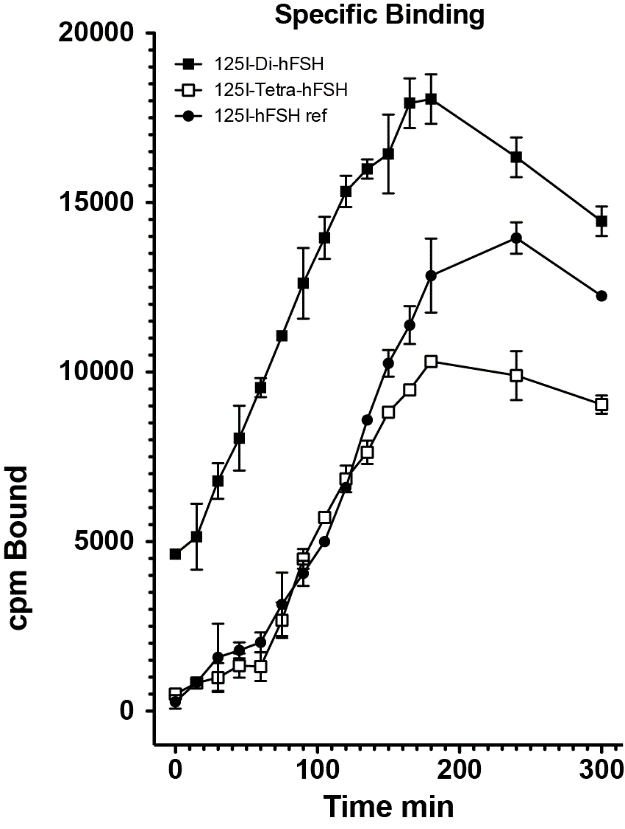 Specific Binding
20000
125I-Di-hFSH
125I-Tetra-hFSH
125I-hFSH ref
15000
10000
5000
0
cpm Bound
0 100 200 300
Time min